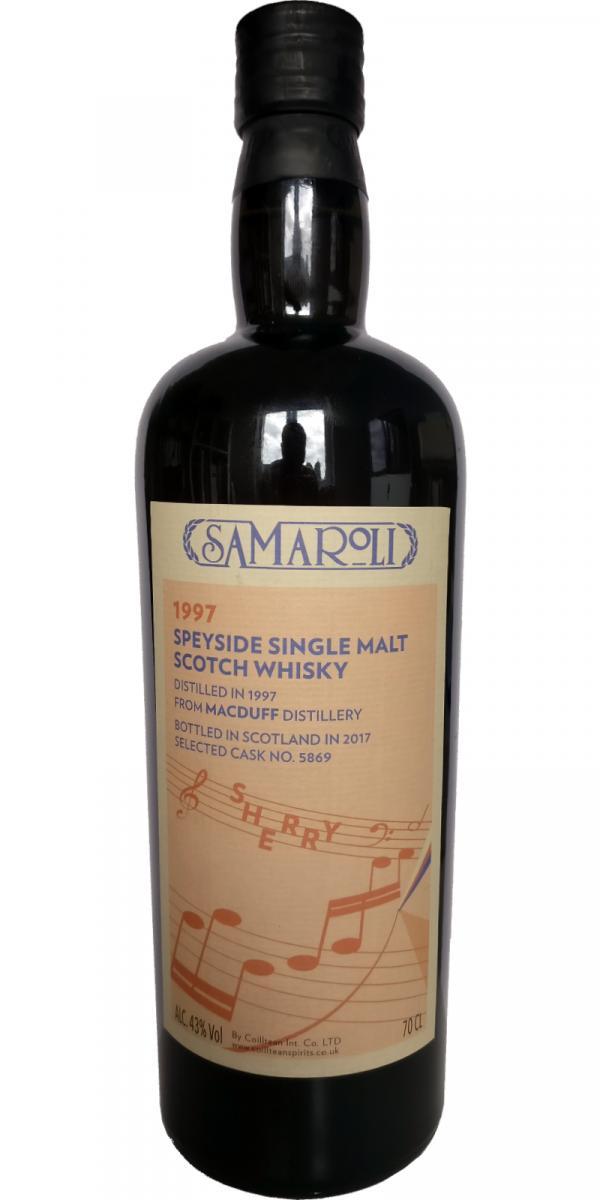 SAMAROLI
1997
SPEYSIDE SINGLE MALT
SCOTCH WHISKY
DISTILLED IN 1997
FROM MACDUFF DISTILLERY
BOTTLED IN SCOTLAND IN 2017
SELECTED CASK NO. 5869
SHERRY
ALC. 43% Vol
By Coilltean Int. Co. LTD
www.coillteanspirits.co.uk
70 CL